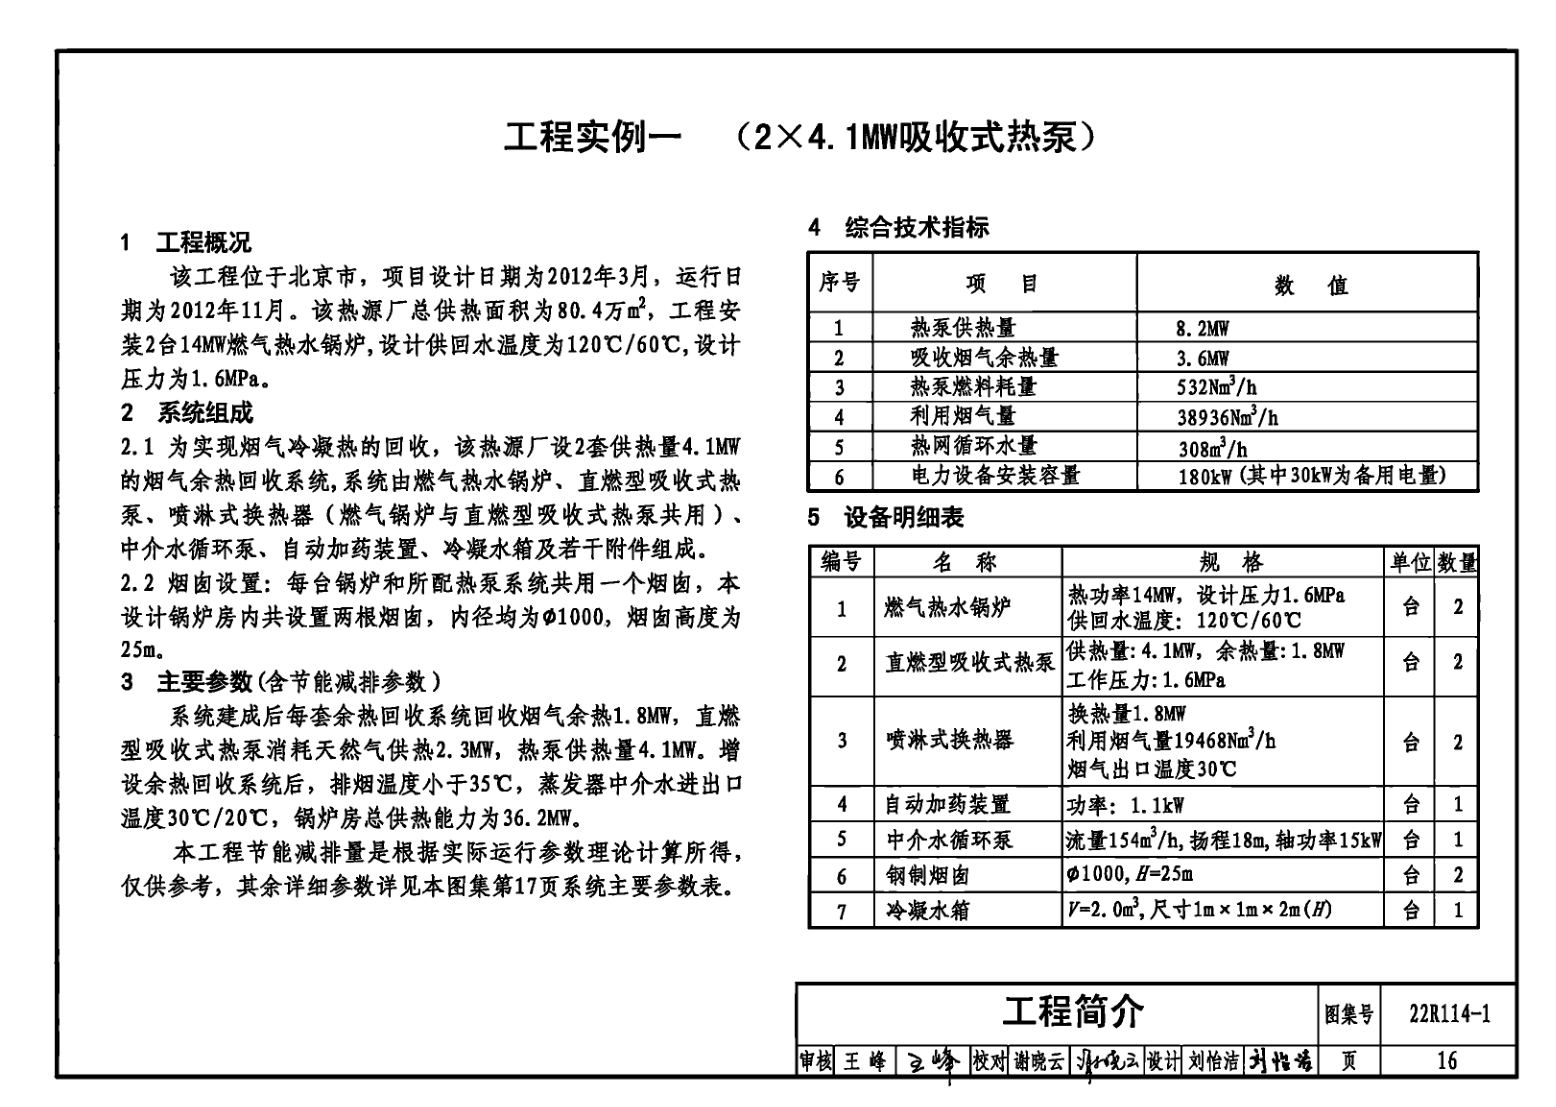 工程实例一 （2×4.1MW吸收式热泵）
1 工程概况
该工程位于北京市，项目设计日期为2012年3月，运行日
期为2012年11月。该热源厂总供热面积为80.4万m²，工程安
装2台14MW燃气热水锅炉,设计供回水温度为120℃/60℃,设计
压力为1.6MPa。
2 系统组成
2.1 为实现烟气冷凝热的回收，该热源厂设2套供热量4.1MW
的烟气余热回收系统,系统由燃气热水锅炉、直燃型吸收式热
泵、喷淋式换热器（燃气锅炉与直燃型吸收式热泵共用）、
中介水循环泵、自动加药装置、冷凝水箱及若干附件组成。
2.2 烟囱设置：每台锅炉和所配热泵系统共用一个烟囱，本
设计锅炉房内共设置两根烟囱，内径均为Ø1000，烟囱高度为
25m。
3 主要参数(含节能减排参数)
系统建成后每套余热回收系统回收烟气余热1.8MW，直燃
型吸收式热泵消耗天然气供热2.3MW，热泵供热量4.1MW。增
设余热回收系统后，排烟温度小于35℃，蒸发器中介水进出口
温度30℃/20℃，锅炉房总供热能力为36.2MW。
本工程节能减排量是根据实际运行参数理论计算所得，
仅供参考，其余详细参数详见本图集第17页系统主要参数表。
4 综合技术指标
序号 项 目 数 值
1 热泵供热量 8.2MW
2 吸收烟气余热量 3.6MW
3 热泵燃料耗量 532Nm³/h
4 利用烟气量 38936Nm³/h
5 热网循环水量 308m³/h
6 电力设备安装容量 180kW(其中30kW为备用电量)
5 设备明细表
编号 名 称 规 格 单位 数量
1 燃气热水锅炉 热功率14MW，设计压力1.6MPa 台 2
供回水温度：120℃/60℃
2 直燃型吸收式热泵 供热量:4.1MW，余热量:1.8MW 台 2
工作压力:1.6MPa
换热量1.8MW
3 喷淋式换热器 利用烟气量19468Nm³/h 台 2
烟气出口温度30℃
4 自动加药装置 功率：1.1kW 台 1
5 中介水循环泵 流量154m³/h,扬程18m,轴功率15kW 台 1
6 钢制烟囱 Ø1000,H=25m 台 2
7 冷凝水箱 V=2.0m³,尺寸1m×1m×2m(H) 台 1
工程简介 图集号 22R114-1
审核 王 峰 王峰 校对 谢晓云 谢晓云 设计 刘怡洁 刘怡洁 页 16